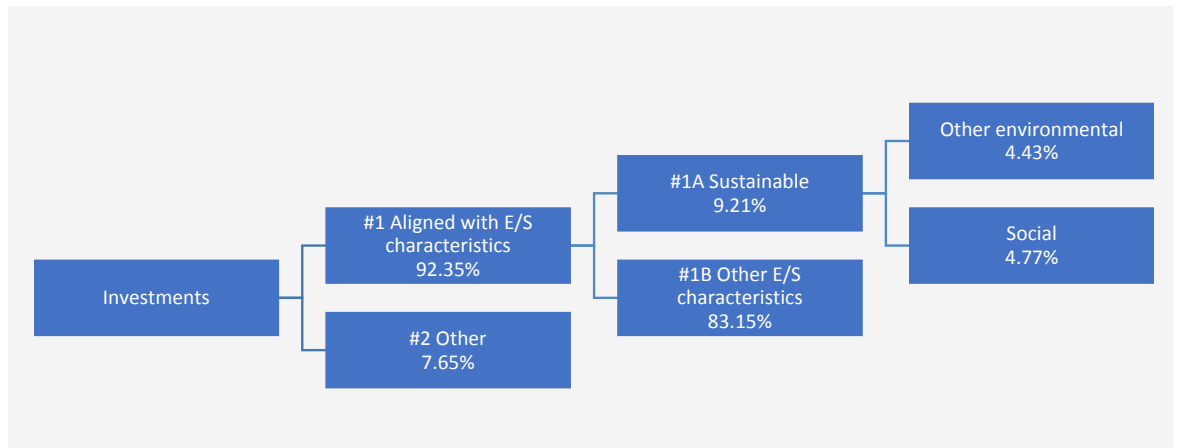 Investments
#1 Aligned with E/S
characteristics
92.35%
#2 Other
7.65%
#1A Sustainable
9.21%
#1B Other E/S
characteristics
83.15%
Other environmental
4.43%
Social
4.77%